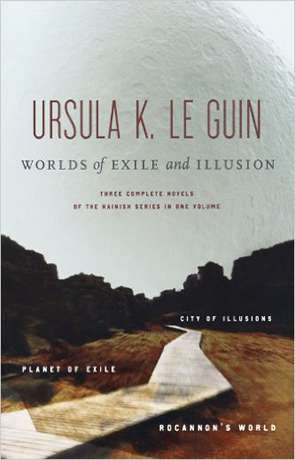 URSULA K. LE GUIN
WORLDS of EXILE and ILLUSION
THREE COMPLETE NOVELS
OF THE HAINISH SERIES IN ONE VOLUME
CITY OF ILLUSIONS
PLANET OF EXILE
ROCANNON'S WORLD